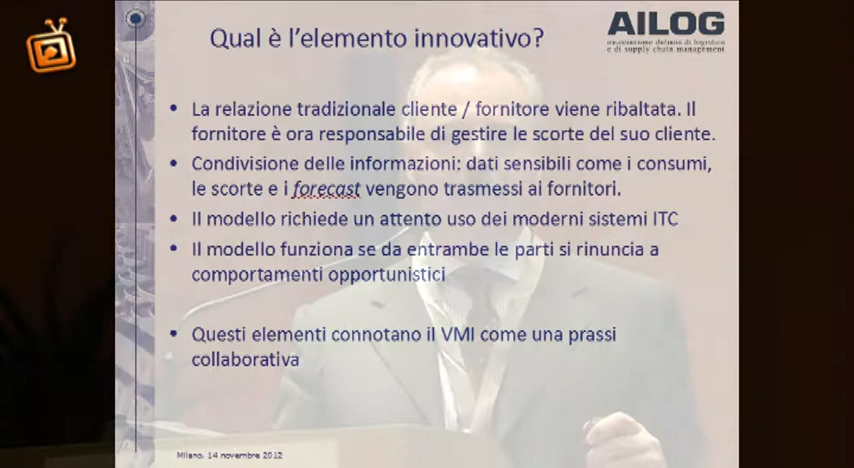 Qual è l'elemento innovativo?
AILOG
associazione italiana di logistica
e di supply chain management
• La relazione tradizionale cliente / fornitore viene ribaltata. Il
fornitore è ora responsabile di gestire le scorte del suo cliente.
• Condivisione delle informazioni: dati sensibili come i consumi,
le scorte e i forecast vengono trasmessi ai fornitori.
• Il modello richiede un attento uso dei moderni sistemi ITC
• Il modello funziona se da entrambe le parti si rinuncia a
comportamenti opportunistici
• Questi elementi connotano il VMI come una prassi
collaborativa
Milano, 14 novembre 2012